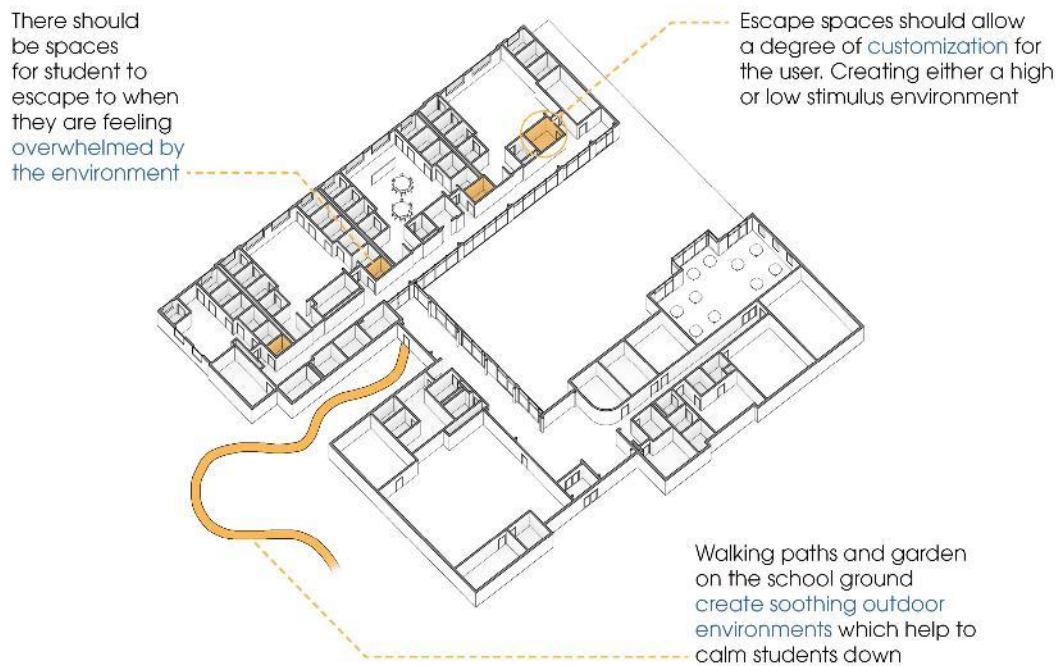 There should
be spaces
for student to
escape to when
they are feeling
overwhelmed by
the environment
Escape spaces should allow
a degree of customization for
the user. Creating either a high
or low stimulus environment
Walking paths and garden
on the school ground
create soothing outdoor
environments which help to
calm students down